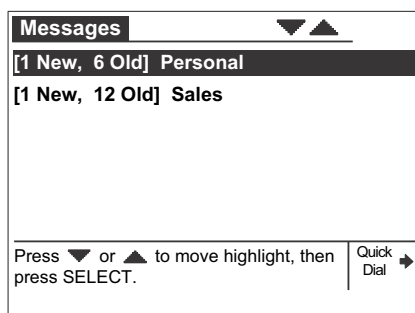 Messages
[1 New, 6 Old] Personal
[1 New, 12 Old] Sales
Press ▼ or ▲ to move highlight, then
press SELECT.
Quick
Dial